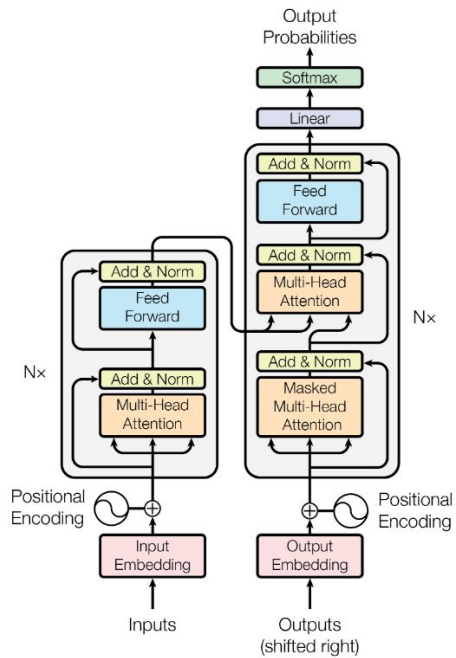 Output
Probabilities
Softmax
Linear
Add & Norm
Feed
Forward
Add & Norm
Multi-Head
Attention
Add & Norm
Masked
Multi-Head
Attention
Nx
Positional
Encoding
Output
Embedding
Outputs
(shifted right)
Add & Norm
Feed
Forward
Add & Norm
Multi-Head
Attention
Nx
Positional
Encoding
Input
Embedding
Inputs